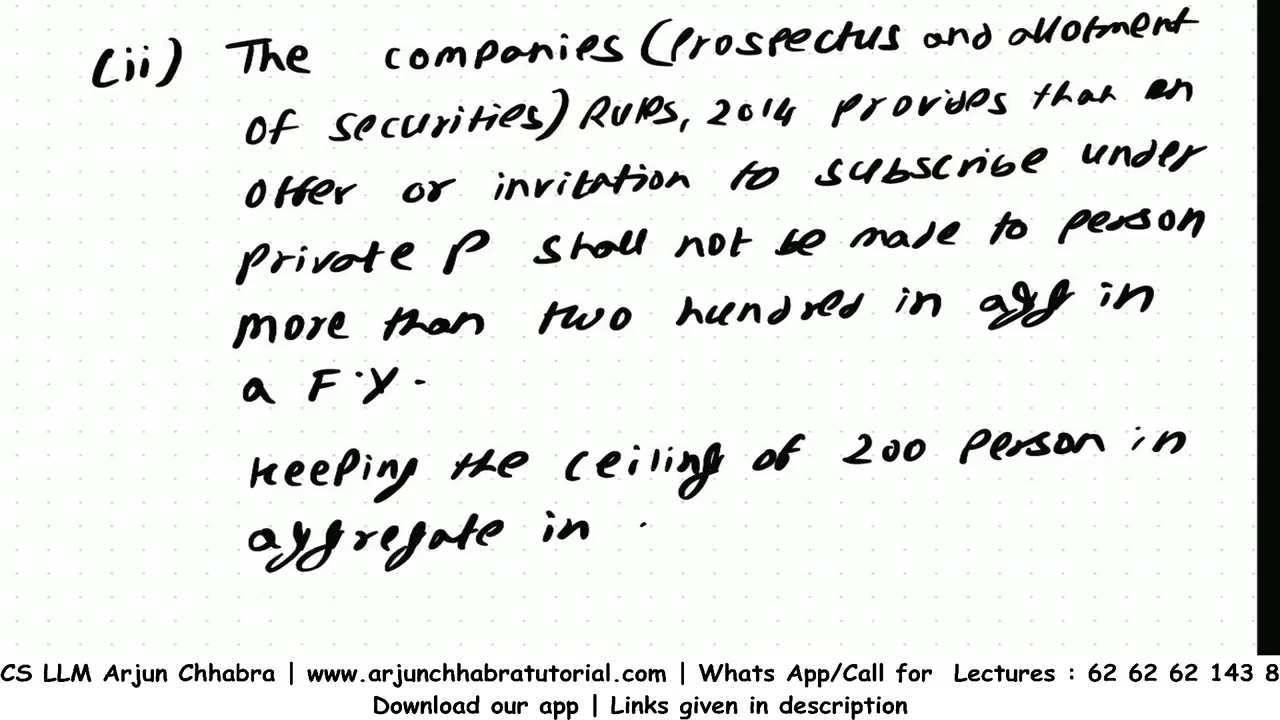 (ii) The companies (Prospectus and allotment
of securities) Rules, 2014 provides that an
offer or invitation to subscribe under
private P shall not be made to person
more than two hundred in agg in
a F.Y.
keeping the ceiling of 200 person in
aggregate in
CS LLM Arjun Chhabra | www.arjunchhabratutorial.com | Whats App/Call for Lectures : 62 62 62 143 8
Download our app | Links given in description